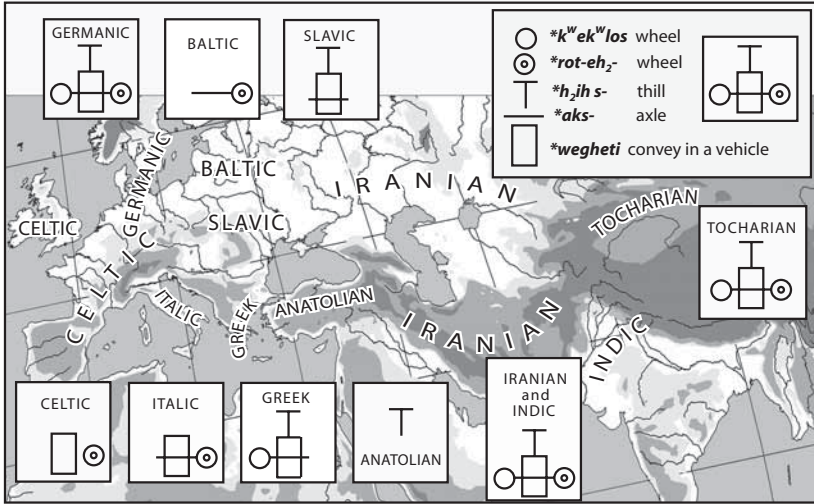 GERMANIC
BALTIC
SLAVIC
*kʷekʷlos wheel
*rot-eh₂- wheel
*h₂ih s- thill
*aks- axle
*wegheti convey in a vehicle
GERMANIC
BALTIC
SLAVIC
CELTIC
CELTIC
ITALIC
GREEK
ANATOLIAN
IRANIAN
IRANIAN
INDIC
TOCHARIAN
TOCHARIAN
CELTIC
ITALIC
GREEK
ANATOLIAN
IRANIAN
and
INDIC